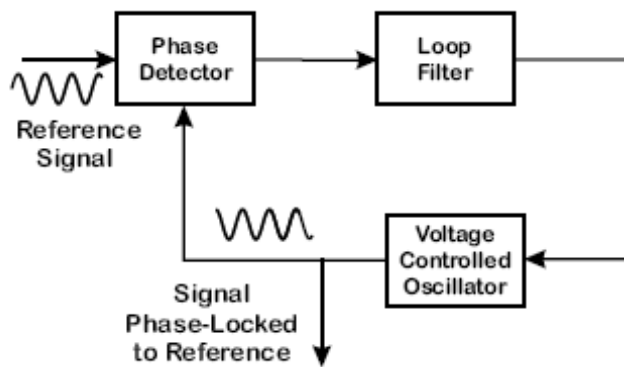 Phase
Detector
Loop
Filter
Reference
Signal
Voltage
Controlled
Oscillator
Signal
Phase-Locked
to Reference